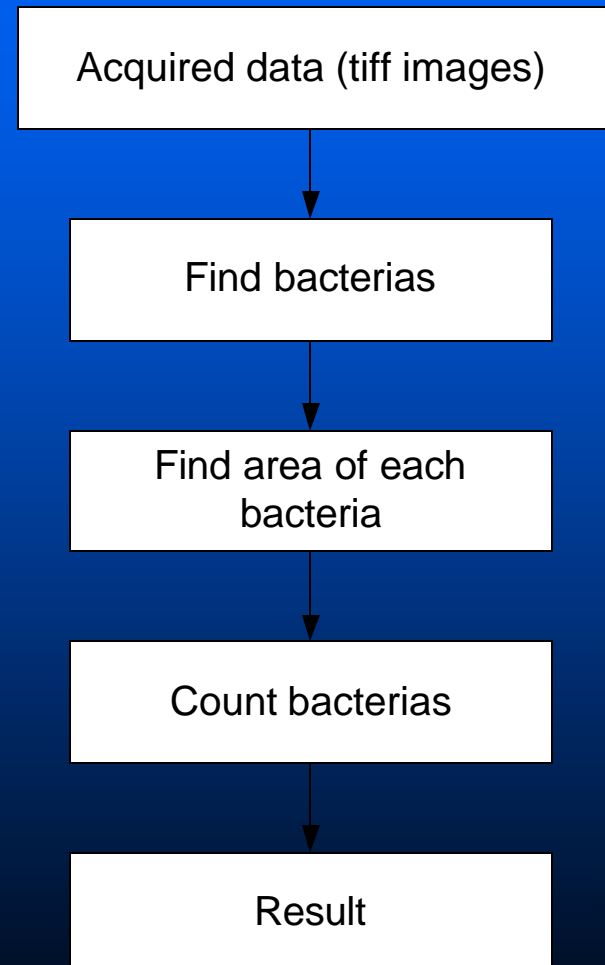 Acquired data (tiff images)
Find bacterias
Find area of each
bacteria
Count bacterias
Result